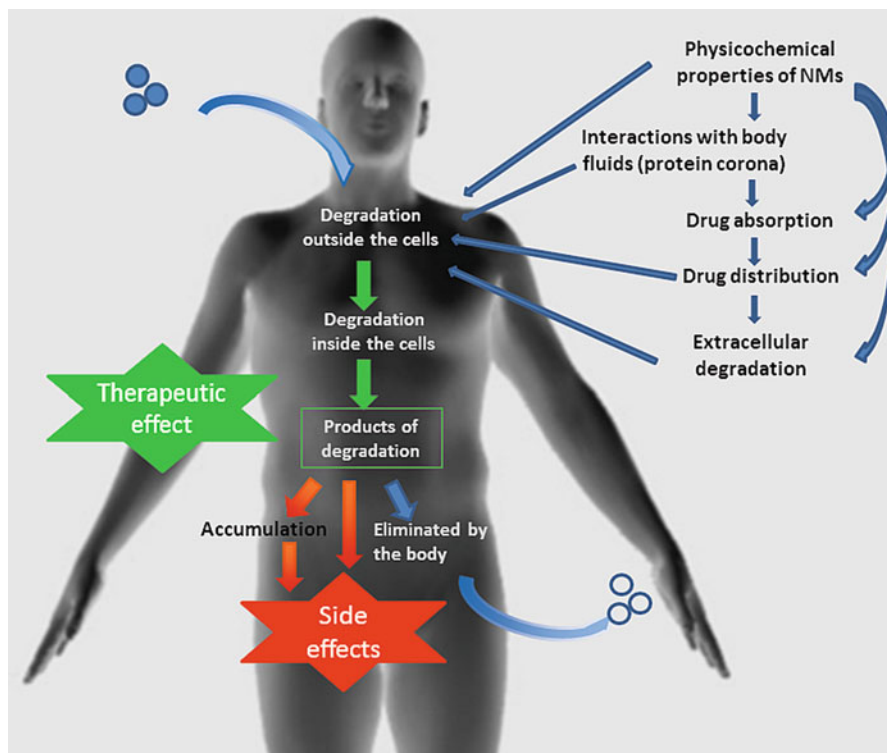 Physicochemical
properties of NMs
Interactions with body
fluids (protein corona)
Drug absorption
Drug distribution
Extracellular
degradation
Degradation
outside the cells
Degradation
inside the cells
Therapeutic
effect
Products of
degradation
Accumulation
Eliminated by
the body
Side
effects